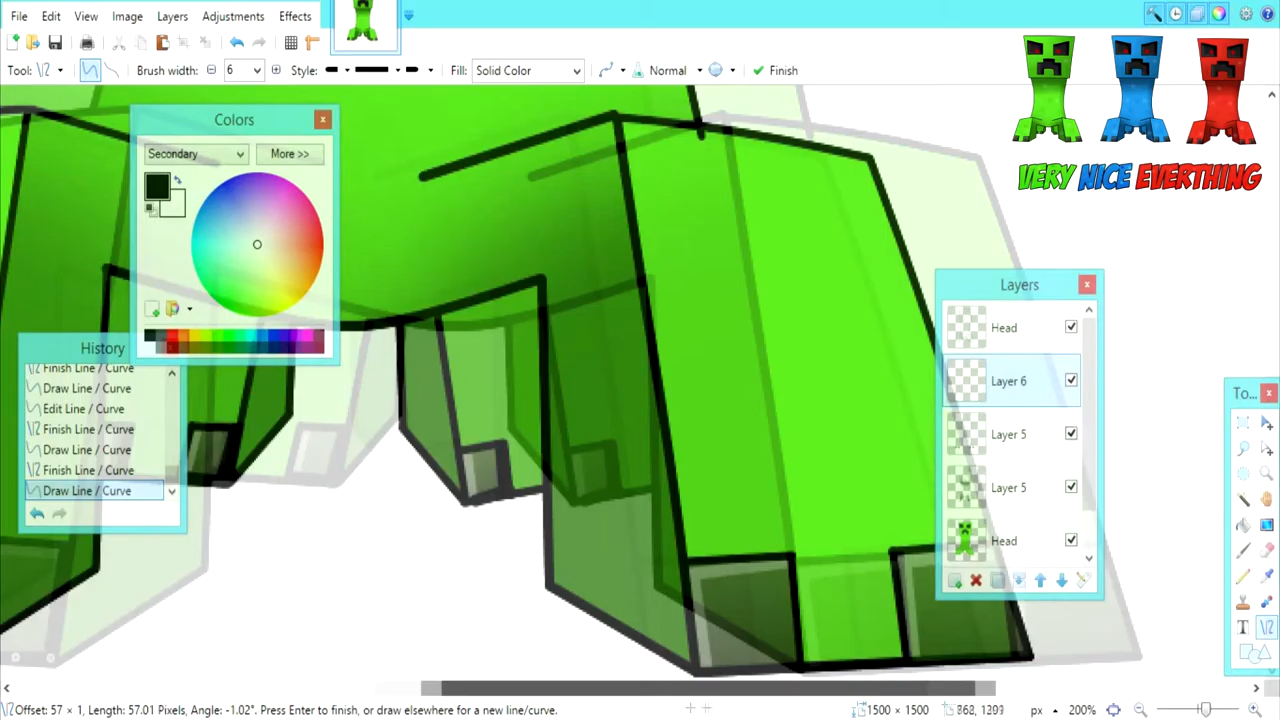 File Edit View Image Layers Adjustments Effects
Tool: Brush width: 6 Style: Fill: Solid Color Normal Finish
VERY NICE EVERTHING
Colors x
Secondary More >>
History
Finish Line / Curve
Draw Line / Curve
Edit Line / Curve
Finish Line / Curve
Draw Line / Curve
Finish Line / Curve
Draw Line / Curve
Layers x
Head
Layer 6
Layer 5
Layer 5
Head
To... x
T
Offset: 57 × 1, Length: 57.01 Pixels, Angle: -1.02°. Press Enter to finish, or draw elsewhere for a new line/curve. 1500 × 1500 862, 1399 px 200%